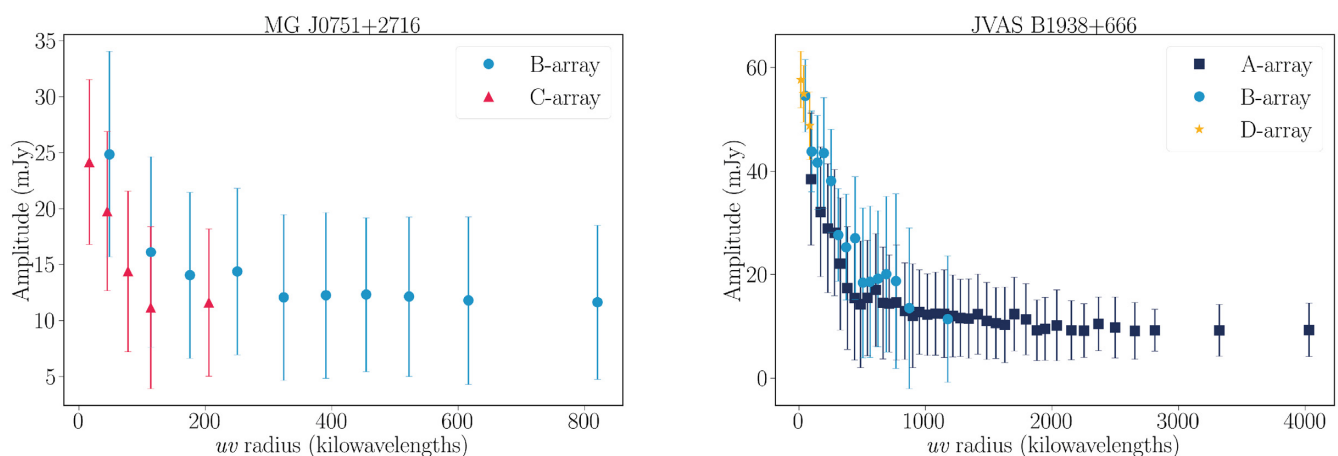 MG J0751+2716
35
30
25
20
15
10
5
Amplitude (mJy)
B-array
C-array
0 200 400 600 800
uv radius (kilowavelengths)
JVAS B1938+666
60
40
20
0
Amplitude (mJy)
A-array
B-array
D-array
0 1000 2000 3000 4000
uv radius (kilowavelengths)